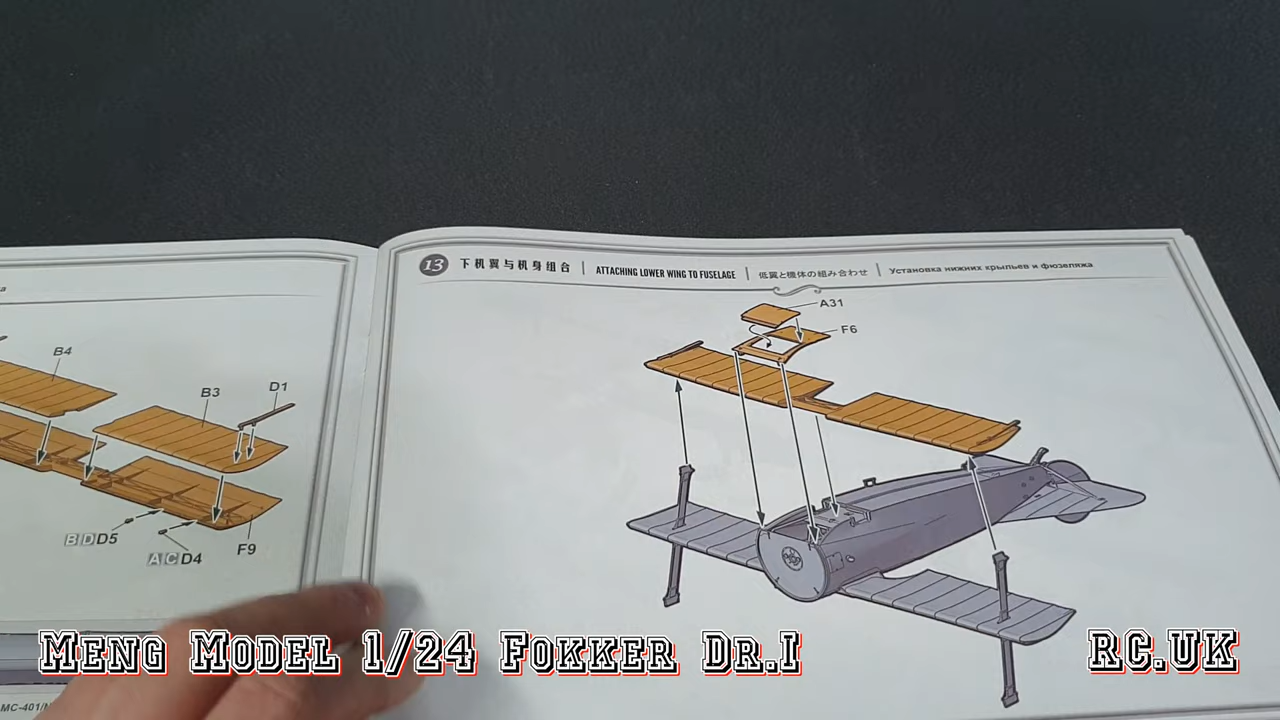 B4
B3
D1
B D D5
A C D4
F9
13 下机翼与机身组合 | ATTACHING LOWER WING TO FUSELAGE | 低翼と機体の組み合わせ | Установка нижних крыльев и фюзеляжа
A31
F6
Meng Model 1/24 Fokker Dr.I
RC.UK